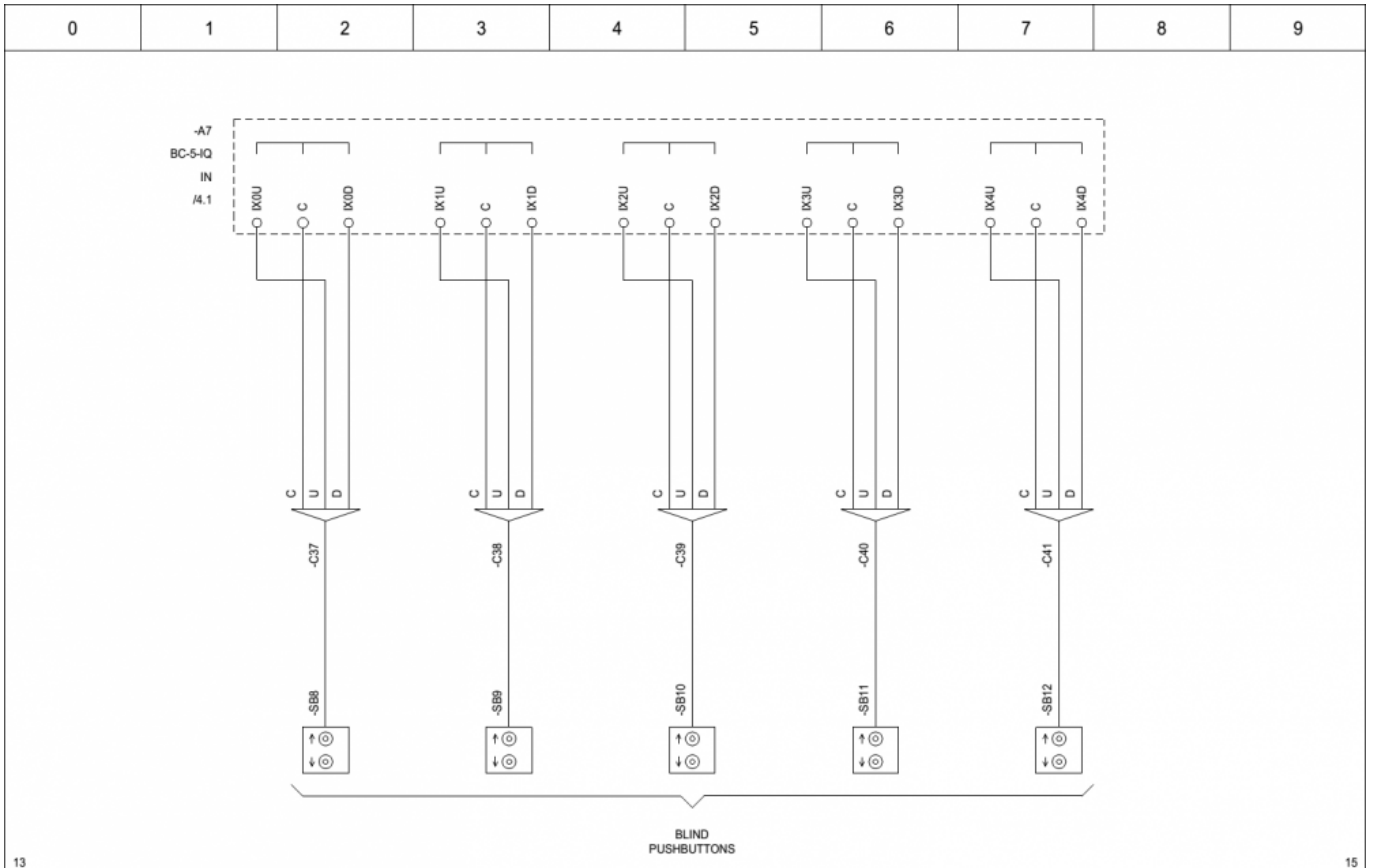 0 1 2 3 4 5 6 7 8 9
-A7
BC-5-IQ
IN
/4.1
IX0U C IX0D IX1U C IX1D IX2U C IX2D IX3U C IX3D IX4U C IX4D
C U D C U D C U D C U D C U D
-C37 -C38 -C39 -C40 -C41
-SB8 -SB9 -SB10 -SB11 -SB12
BLIND
PUSHBUTTONS
13 15